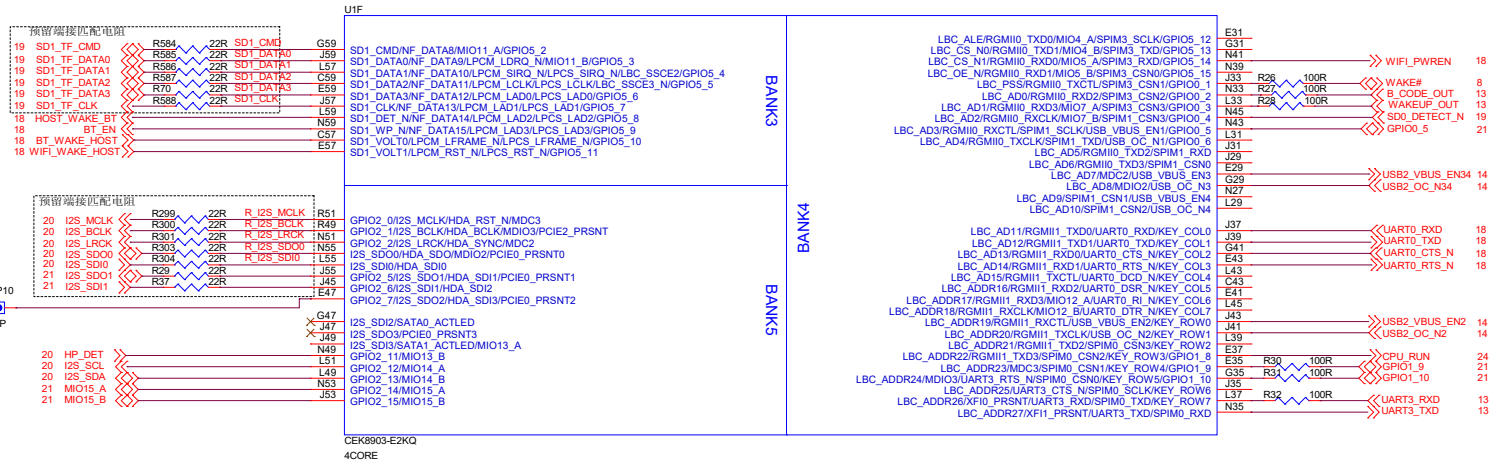 U1F
预留端接匹配电阻
19 SD1_TF_CMD R584 22R SD1_CMD G59 SD1_CMD/NF_DATA8/MIO11_A/GPIO5_2
19 SD1_TF_DATA0 R585 22R SD1_DATA0 J59 SD1_DATA0/NF_DATA9/LPCM_LDRQ_N/MIO11_B/GPIO5_3
19 SD1_TF_DATA1 R586 22R SD1_DATA1 L57 SD1_DATA1/NF_DATA10/LPCM_SIRQ_N/LPCS_SIRQ_N/LBC_SSCE2/GPIO5_4
19 SD1_TF_DATA2 R587 22R SD1_DATA2 C59 SD1_DATA2/NF_DATA11/LPCM_LCLK/LPCS_LCLK/LBC_SSCE3_N/GPIO5_5
19 SD1_TF_DATA3 R70 22R SD1_DATA3 E59 SD1_DATA3/NF_DATA12/LPCM_LAD0/LPCS_LAD0/GPIO5_6
19 SD1_TF_CLK R588 22R SD1_CLK J57 SD1_CLK/NF_DATA13/LPCM_LAD1/LPCS_LAD1/GPIO5_7
18 HOST_WAKE_BT L59 SD1_DET_N/NF_DATA14/LPCM_LAD2/LPCS_LAD2/GPIO5_8
18 BT_EN N59 SD1_WP_N/NF_DATA15/LPCM_LAD3/LPCS_LAD3/GPIO5_9
18 BT_WAKE_HOST C57 SD1_VOLT0/LPCM_LFRAME_N/LPCS_LFRAME_N/GPIO5_10
18 WIFI_WAKE_HOST E57 SD1_VOLT1/LPCM_RST_N/LPCS_RST_N/GPIO5_11
BANK3
预留端接匹配电阻
20 I2S_MCLK R299 22R R_I2S_MCLK R51 GPIO2_0/I2S_MCLK/HDA_RST_N/MDC3
20 I2S_BCLK R300 22R R_I2S_BCLK R49 GPIO2_1/I2S_BCLK/HDA_BCLK/MDIO3/PCIE2_PRSNT
20 I2S_LRCK R301 22R R_I2S_LRCK N51 GPIO2_2/I2S_LRCK/HDA_SYNC/MDC2
20 I2S_SDO0 R303 22R R_I2S_SDO0 N55 I2S_SDO0/HDA_SDO/MDIO2/PCIE0_PRSNT0
20 I2S_SDI0 R304 22R R_I2S_SDI0 L55 I2S_SDI0/HDA_SDI0
21 I2S_SDO1 R29 22R J55 GPIO2_5/I2S_SDO1/HDA_SDI1/PCIE0_PRSNT1
21 I2S_SDI1 R37 22R J45 GPIO2_6/I2S_SDI1/HDA_SDI2
E47 GPIO2_7/I2S_SDO2/HDA_SDI3/PCIE0_PRSNT2
P10
P
G47 I2S_SDI2/SATA0_ACTLED
J47 I2S_SDO3/PCIE0_PRSNT3
J49 I2S_SDI3/SATA1_ACTLED/MIO13_A
20 HP_DET N49 GPIO2_11/MIO13_B
20 I2S_SCL L51 GPIO2_12/MIO14_A
20 I2S_SDA L49 GPIO2_13/MIO14_B
21 MIO15_A N53 GPIO2_14/MIO15_A
21 MIO15_B J53 GPIO2_15/MIO15_B
BANK5
BANK4
LBC_ALE/RGMII0_TXD0/MIO4_A/SPIM3_SCLK/GPIO5_12 E31
LBC_CS_N0/RGMII0_TXD1/MIO4_B/SPIM3_TXD/GPIO5_13 G31
LBC_CS_N1/RGMII0_RXD0/MIO5_A/SPIM3_RXD/GPIO5_14 N41 WIFI_PWREN 18
LBC_OE_N/RGMII0_RXD1/MIO5_B/SPIM3_CSN0/GPIO5_15 N39
LBC_PSS/RGMII0_TXCTL/SPIM3_CSN1/GPIO0_1 J33 R26 100R WAKE# 8
LBC_AD0/RGMII0_RXD2/SPIM3_CSN2/GPIO0_2 N33 R27 100R B_CODE_OUT 13
LBC_AD1/RGMII0_RXD3/MIO7_A/SPIM3_CSN3/GPIO0_3 L33 R28 100R WAKEUP_OUT 13
LBC_AD2/RGMII0_RXCLK/MIO7_B/SPIM3_CSN3/GPIO0_4 N45 SD0_DETECT_N 19
LBC_AD3/RGMII0_RXCTL/SPIM1_SCLK/USB_VBUS_EN1/GPIO0_5 N43 GPIO0_5 21
LBC_AD4/RGMII0_TXCLK/SPIM1_TXD/USB_OC_N1/GPIO0_6 L31
LBC_AD5/RGMII0_TXD2/SPIM1_RXD J31
LBC_AD6/RGMII0_TXD3/SPIM1_CSN0 J29
LBC_AD7/MDC2/USB_VBUS_EN3 E29 USB2_VBUS_EN34 14
LBC_AD8/MDIO2/USB_OC_N3 G29 USB2_OC_N34 14
LBC_AD9/SPIM1_CSN1/USB_VBUS_EN4 N27
LBC_AD10/SPIM1_CSN2/USB_OC_N4 L29
LBC_AD11/RGMII1_TXD0/UART0_RXD/KEY_COL0 J37 UART0_RXD 18
LBC_AD12/RGMII1_TXD1/UART0_TXD/KEY_COL1 J39 UART0_TXD 18
LBC_AD13/RGMII1_RXD0/UART0_CTS_N/KEY_COL2 G41 UART0_CTS_N 18
LBC_AD14/RGMII1_RXD1/UART0_RTS_N/KEY_COL3 E43 UART0_RTS_N 18
LBC_AD15/RGMII1_TXCTL/UART0_DCD_N/KEY_COL4 L43
LBC_ADDR16/RGMII1_RXD2/UART0_DSR_N/KEY_COL5 C43
LBC_ADDR17/RGMII1_RXD3/MIO12_A/UART0_RI_N/KEY_COL6 E41
LBC_ADDR18/RGMII1_RXCLK/MIO12_B/UART0_DTR_N/KEY_COL7 L45
LBC_ADDR19/RGMII1_RXCTL/USB_VBUS_EN2/KEY_ROW0 J43 USB2_VBUS_EN2 14
LBC_ADDR20/RGMII1_TXCLK/USB_OC_N2/KEY_ROW1 J41 USB2_OC_N2 14
LBC_ADDR21/RGMII1_TXD2/SPIM0_CSN3/KEY_ROW2 L39
LBC_ADDR22/RGMII1_TXD3/SPIM0_CSN2/KEY_ROW3/GPIO1_8 E37 CPU_RUN 24
LBC_ADDR23/MDC3/SPIM0_CSN1/KEY_ROW4/GPIO1_9 E35 R30 100R GPIO1_9 21
LBC_ADDR24/MDIO3/UART3_RTS_N/SPIM0_CSN0/KEY_ROW5/GPIO1_10 G35 R31 100R GPIO1_10 21
LBC_ADDR25/UART3_CTS_N/SPIM0_SCLK/KEY_ROW6 J35
LBC_ADDR26/XFI0_PRSNT/UART3_RXD/SPIM0_TXD/KEY_ROW7 L37 R32 100R UART3_RXD 13
LBC_ADDR27/XFI1_PRSNT/UART3_TXD/SPIM0_RXD N35 UART3_TXD 13
CEK8903-E2KQ
4CORE